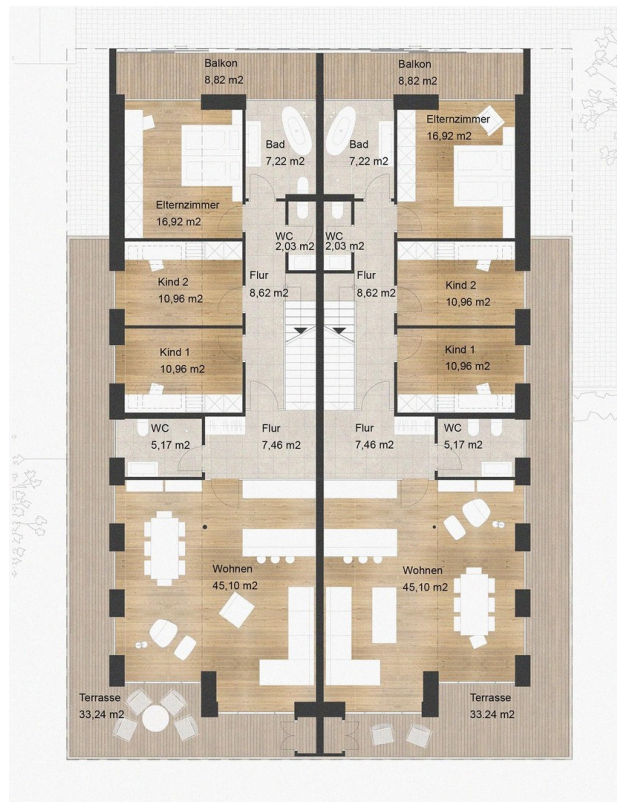 Balkon
8,82 m2
Balkon
8,82 m2
Elternzimmer
16,92 m2
Bad
7,22 m2
Bad
7,22 m2
Elternzimmer
16,92 m2
WC
2,03 m2
WC
2,03 m2
Flur
8,62 m2
Flur
8,62 m2
Kind 2
10,96 m2
Kind 2
10,96 m2
Kind 1
10,96 m2
Kind 1
10,96 m2
WC
5,17 m2
Flur
7,46 m2
Flur
7,46 m2
WC
5,17 m2
Wohnen
45,10 m2
Wohnen
45,10 m2
Terrasse
33,24 m2
Terrasse
33.24 m2